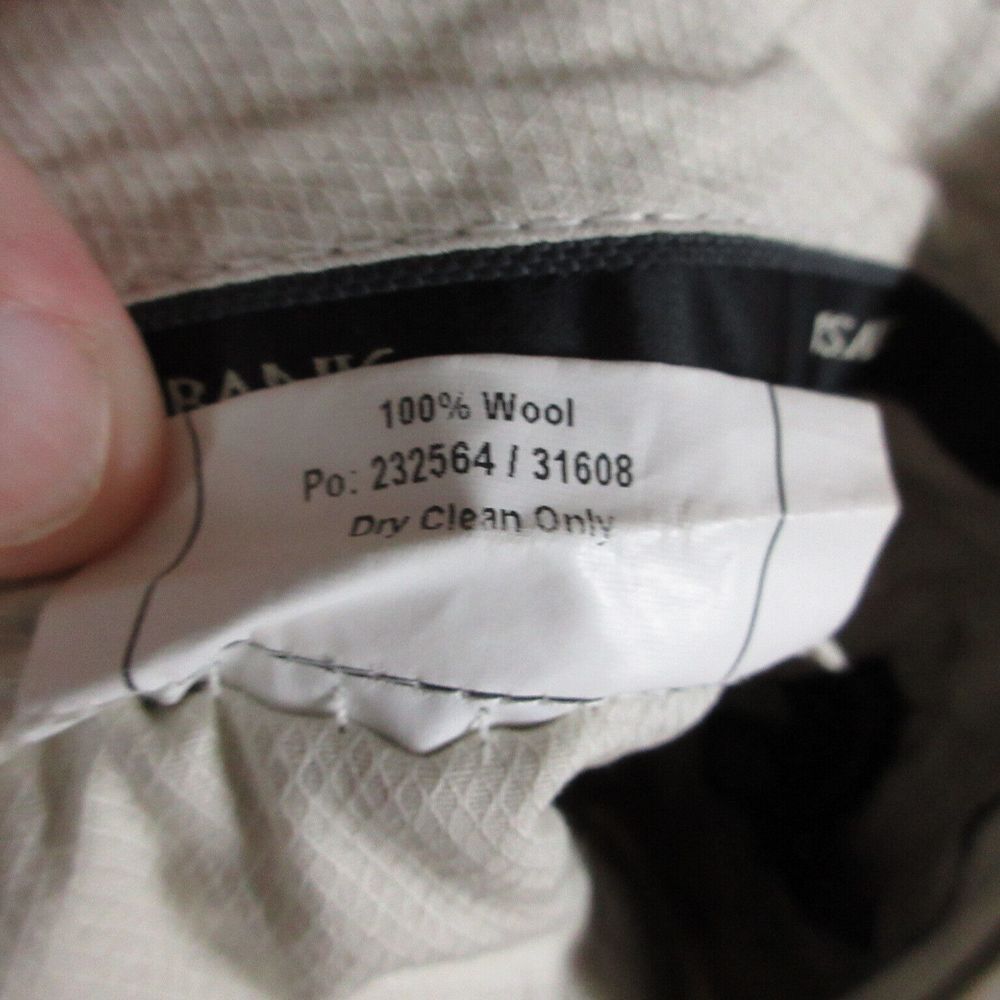 100% Wool
Po: 232564 / 31608
Dry Clean Only